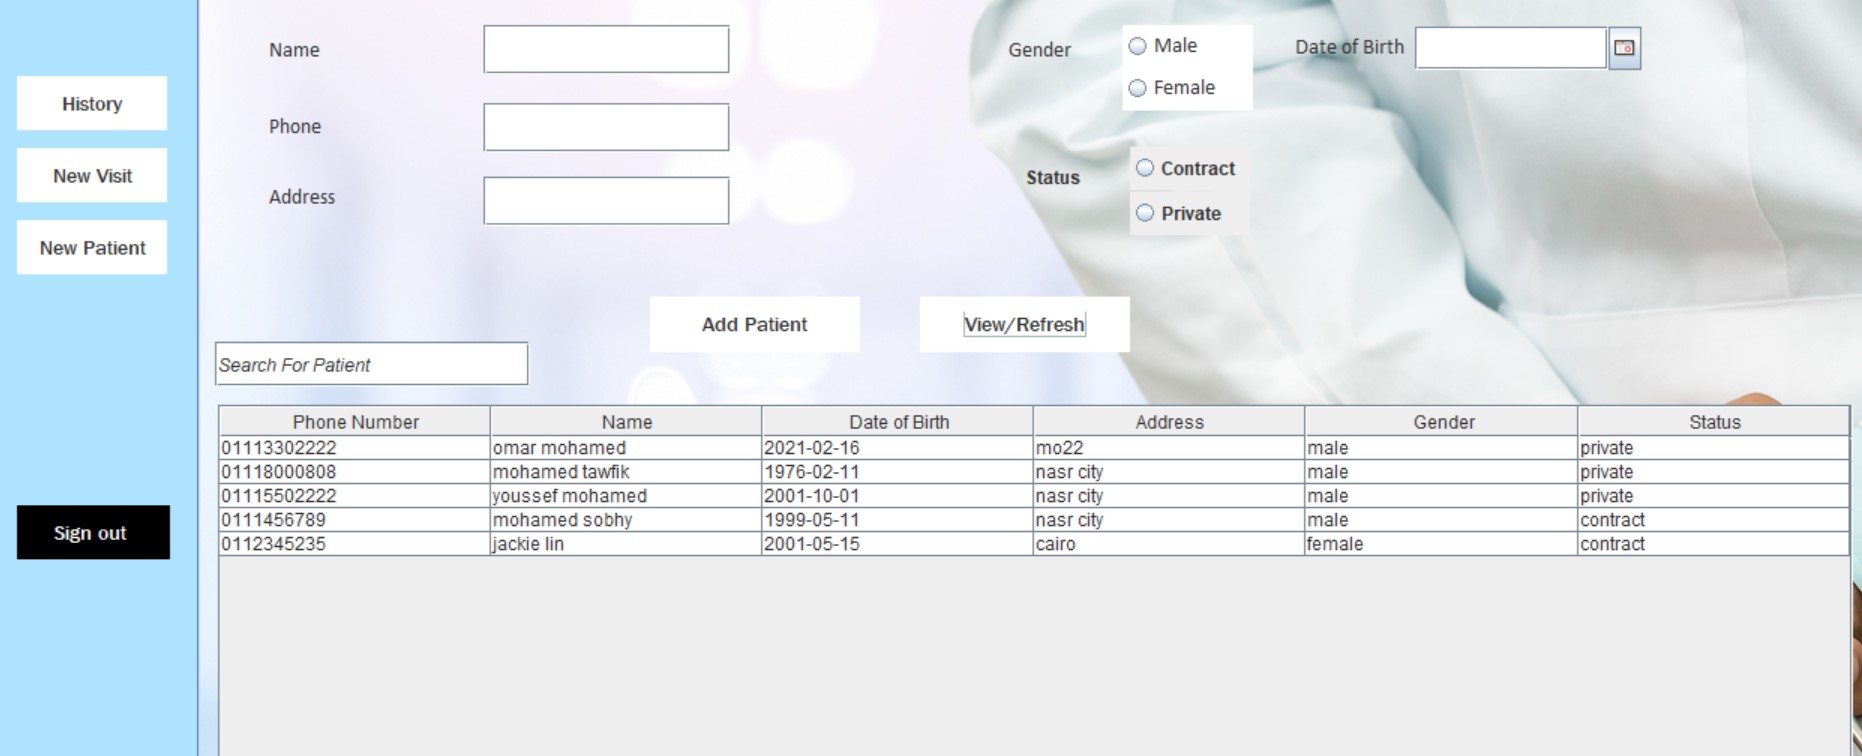 History
New Visit
New Patient
Sign out
Name
Phone
Address
Gender
Male
Female
Date of Birth
Status
Contract
Private
Add Patient
View/Refresh
Search For Patient
Phone Number Name Date of Birth Address Gender Status
01113302222 omar mohamed 2021-02-16 mo22 male private
01118000808 mohamed tawfik 1976-02-11 nasr city male private
01115502222 youssef mohamed 2001-10-01 nasr city male private
0111456789 mohamed sobhy 1999-05-11 nasr city male contract
0112345235 jackie lin 2001-05-15 cairo female contract